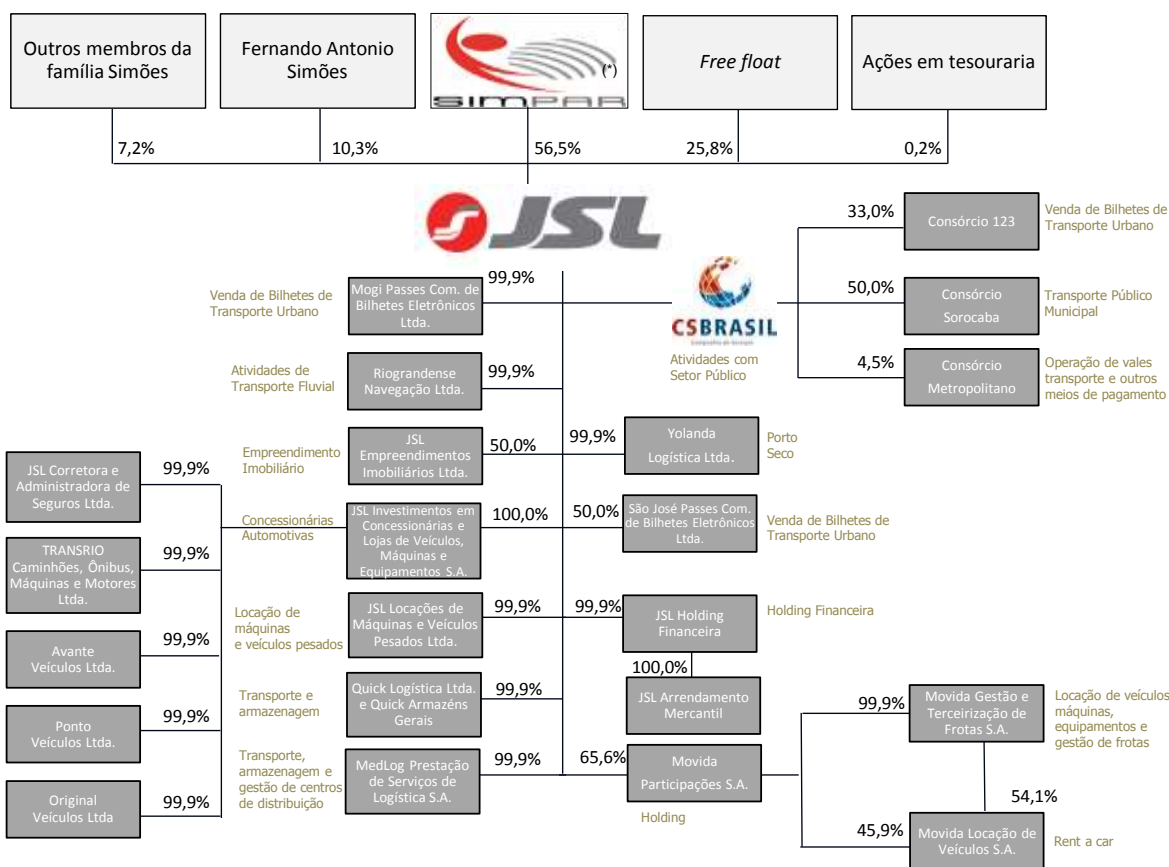 Outros membros da
família Simões
Fernando Antonio
Simões
(*)
SIMPAR
Free float
Ações em tesouraria
7,2%
10,3%
56,5%
25,8%
0,2%
JSL
33,0%
Consórcio 123
Venda de Bilhetes de
Transporte Urbano
Venda de Bilhetes de
Transporte Urbano
Mogi Passes Com. de
Bilhetes Eletrônicos
Ltda.
99,9%
CSBRASIL
Atividades com
Setor Público
50,0%
Consórcio
Sorocaba
Transporte Público
Municipal
4,5%
Consórcio
Metropolitano
Operação de vales
transporte e outros
meios de pagamento
Atividades de
Transporte Fluvial
Riograndense
Navegação Ltda.
99,9%
Empreendimento
Imobiliário
JSL
Empreendimentos
Imobiliários Ltda.
50,0%
99,9%
Yolanda
Logística Ltda.
Porto
Seco
JSL Corretora e
Administradora de
Seguros Ltda.
99,9%
Concessionárias
Automotivas
JSL Investimentos em
Concessionárias e
Lojas de Veículos,
Máquinas e
Equipamentos S.A.
100,0%
50,0%
São José Passes Com.
de Bilhetes Eletrônicos
Ltda.
Venda de Bilhetes de
Transporte Urbano
TRANSRIO
Caminhões, Ônibus,
Máquinas e Motores
Ltda.
99,9%
Locação de
máquinas
e veículos pesados
JSL Locações de
Máquinas e Veículos
Pesados Ltda.
99,9%
99,9%
JSL Holding
Financeira
Holding Financeira
Avante
Veículos Ltda.
99,9%
100,0%
JSL Arrendamento
Mercantil
Transporte e
armazenagem
Quick Logística Ltda.
e Quick Armazéns
Gerais
99,9%
Ponto
Veículos Ltda.
99,9%
Transporte,
armazenagem e
gestão de centros
de distribuição
MedLog Prestação
de Serviços de
Logística S.A.
99,9%
65,6%
Movida
Participações S.A.
Holding
99,9%
Movida Gestão e
Terceirização de
Frotas S.A.
Locação de veículos
máquinas,
equipamentos e
gestão de frotas
Original
Veículos Ltda
99,9%
54,1%
45,9%
Movida Locação de
Veículos S.A.
Rent a car